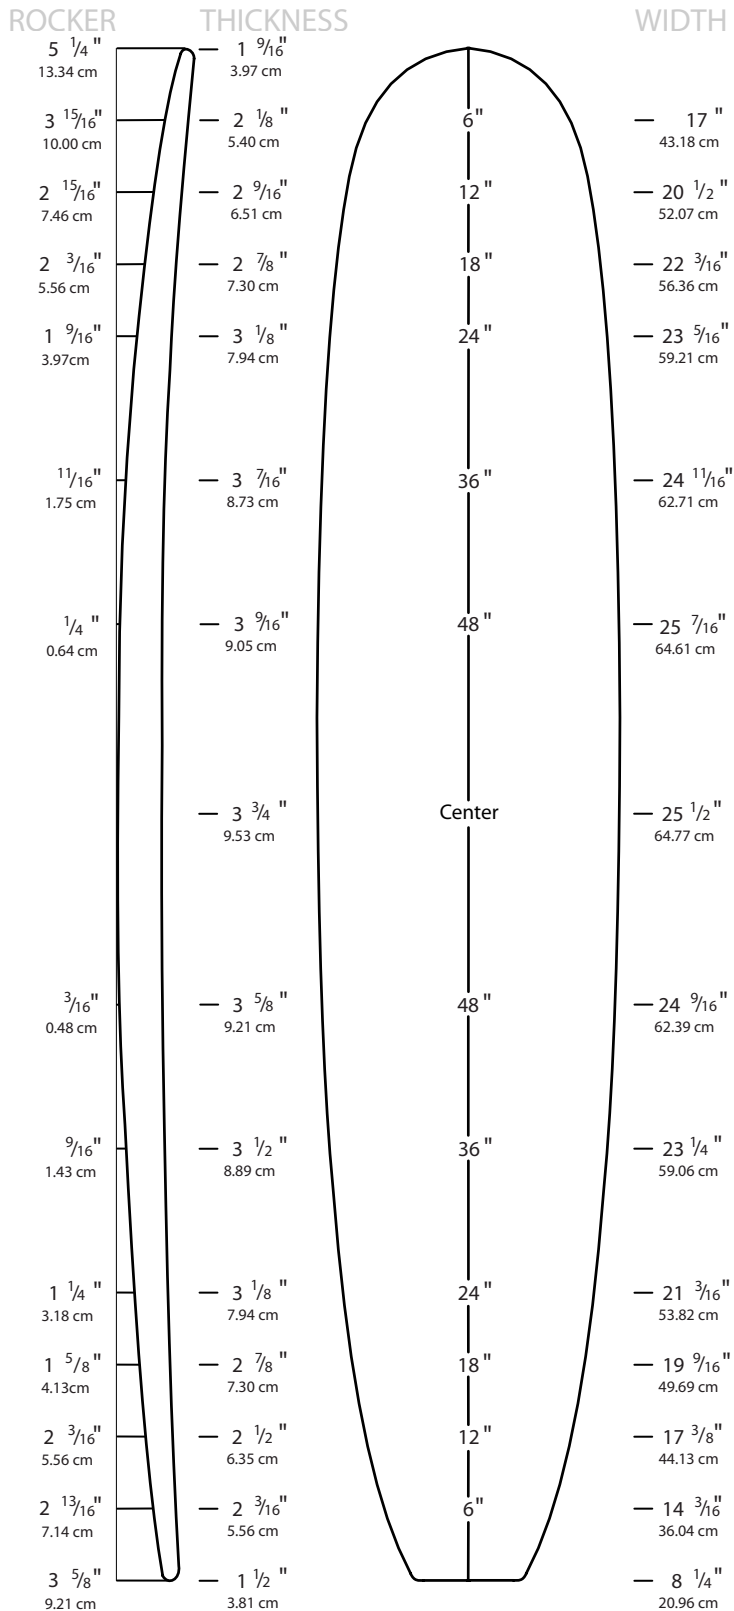 ROCKER THICKNESS WIDTH
5 1/4 " 1 9/16"
13.34 cm 3.97 cm
3 15/16" 2 1/8 " 6" 17 "
10.00 cm 5.40 cm 43.18 cm
2 15/16" 2 9/16" 12" 20 1/2 "
7.46 cm 6.51 cm 52.07 cm
2 3/16" 2 7/8 " 18" 22 3/16"
5.56 cm 7.30 cm 56.36 cm
1 9/16" 3 1/8 " 24" 23 5/16"
3.97cm 7.94 cm 59.21 cm
11/16" 3 7/16" 36" 24 11/16"
1.75 cm 8.73 cm 62.71 cm
1/4 " 3 9/16" 48" 25 7/16"
0.64 cm 9.05 cm 64.61 cm
3 3/4 " Center 25 1/2 "
9.53 cm 64.77 cm
3/16" 3 5/8 " 48" 24 9/16"
0.48 cm 9.21 cm 62.39 cm
9/16" 3 1/2 " 36" 23 1/4 "
1.43 cm 8.89 cm 59.06 cm
1 1/4 " 3 1/8 " 24" 21 3/16"
3.18 cm 7.94 cm 53.82 cm
1 5/8 " 2 7/8 " 18" 19 9/16"
4.13cm 7.30 cm 49.69 cm
2 3/16" 2 1/2 " 12" 17 3/8 "
5.56 cm 6.35 cm 44.13 cm
2 13/16" 2 3/16" 6" 14 3/16"
7.14 cm 5.56 cm 36.04 cm
3 5/8 " 1 1/2 " 8 1/4 "
9.21 cm 3.81 cm 20.96 cm